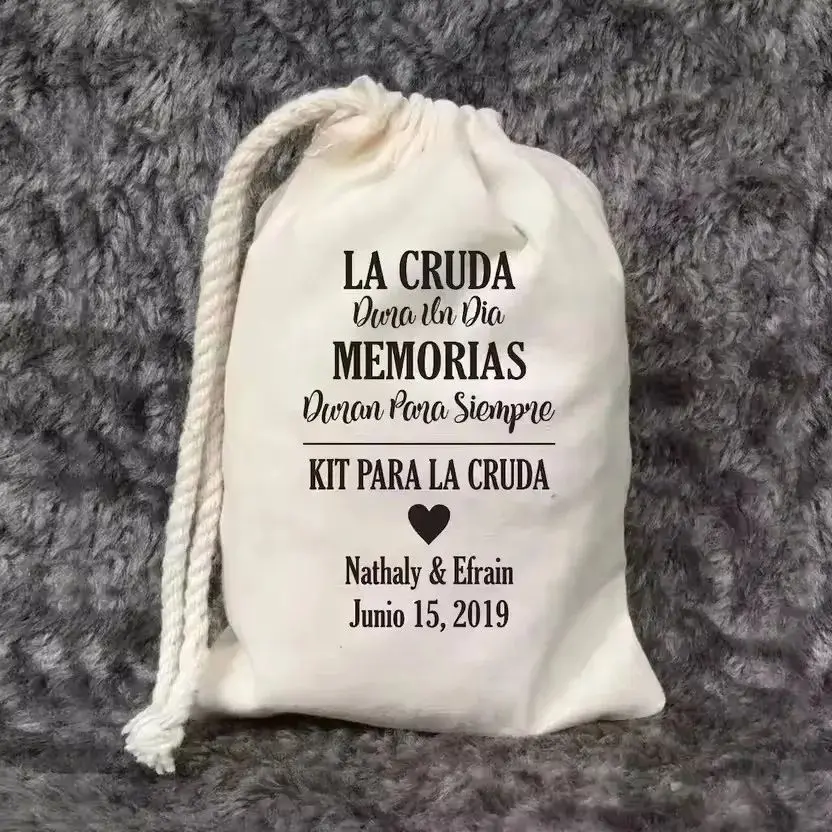 LA CRUDA
Dura Un Dia
MEMORIAS
Duran Para Siempre
KIT PARA LA CRUDA
Nathaly & Efrain
Junio 15, 2019